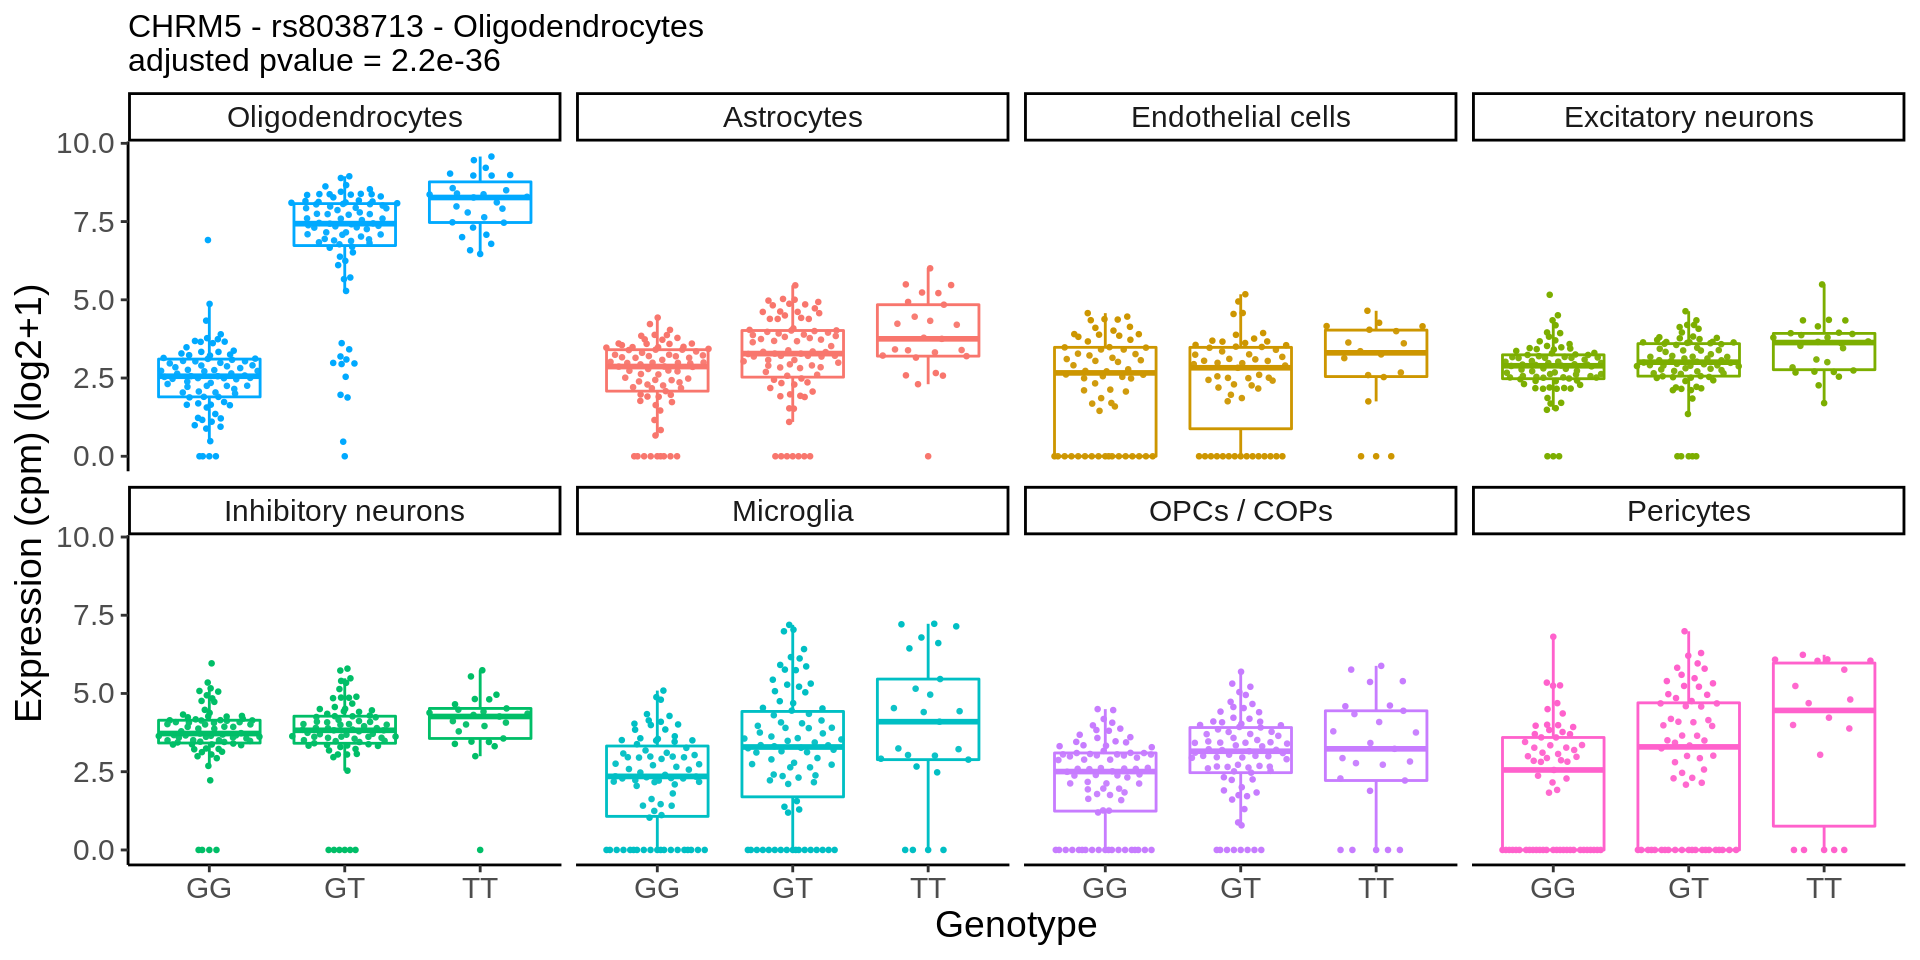 CHRM5 - rs8038713 - Oligodendrocytes
adjusted pvalue = 2.2e-36
Oligodendrocytes
Astrocytes
Endothelial cells
Excitatory neurons
10.0
7.5
5.0
2.5
0.0
Inhibitory neurons
Microglia
OPCs / COPs
Pericytes
10.0
7.5
5.0
2.5
0.0
GG GT TT GG GT TT GG GT TT GG GT TT
Genotype
Expression (cpm) (log2+1)